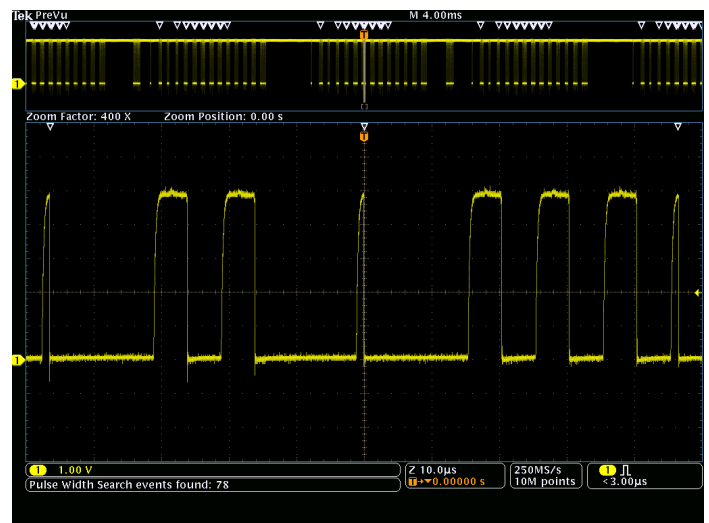 Tek PreVu M 4.00ms
T
1
Zoom Factor: 400 X Zoom Position: 0.00 s
T
1
1 1.00 V
Z 10.0µs
T→▼0.00000 s
250MS/s
10M points
1
<3.00µs
Pulse Width Search events found: 78